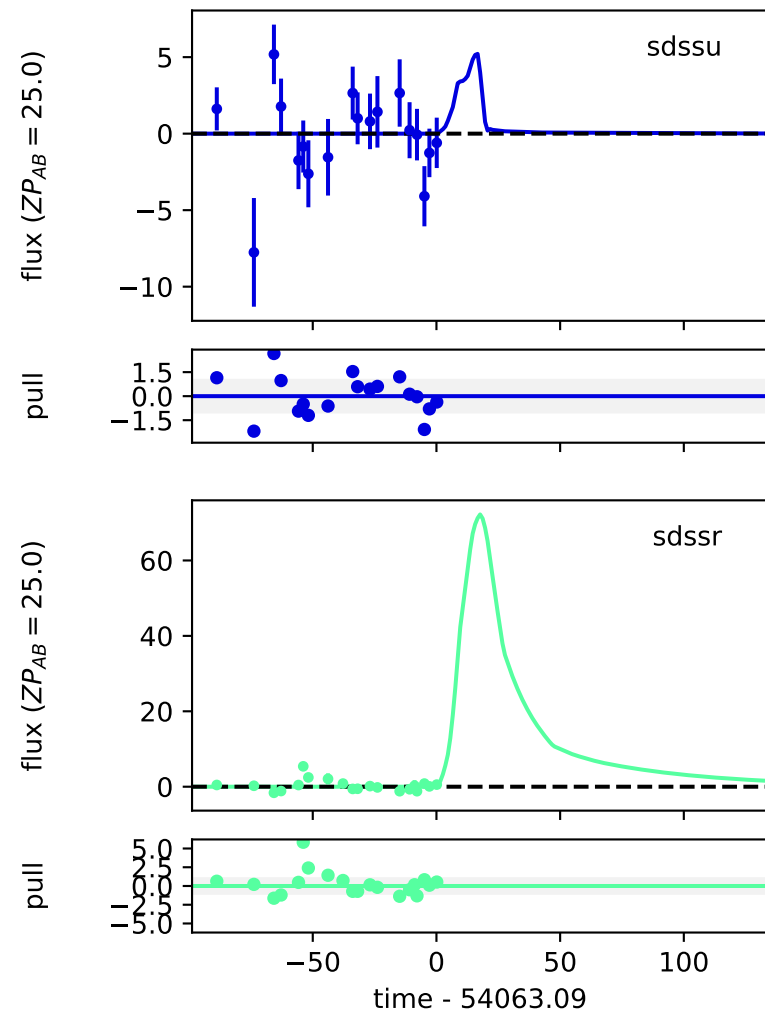 sdssu
flux (ZP_AB = 25.0)
5
0
−5
−10
pull
1.5
0.0
−1.5
sdssr
flux (ZP_AB = 25.0)
60
40
20
0
pull
5.0
2.5
0.0
−2.5
−5.0
−50 0 50 100
time - 54063.09